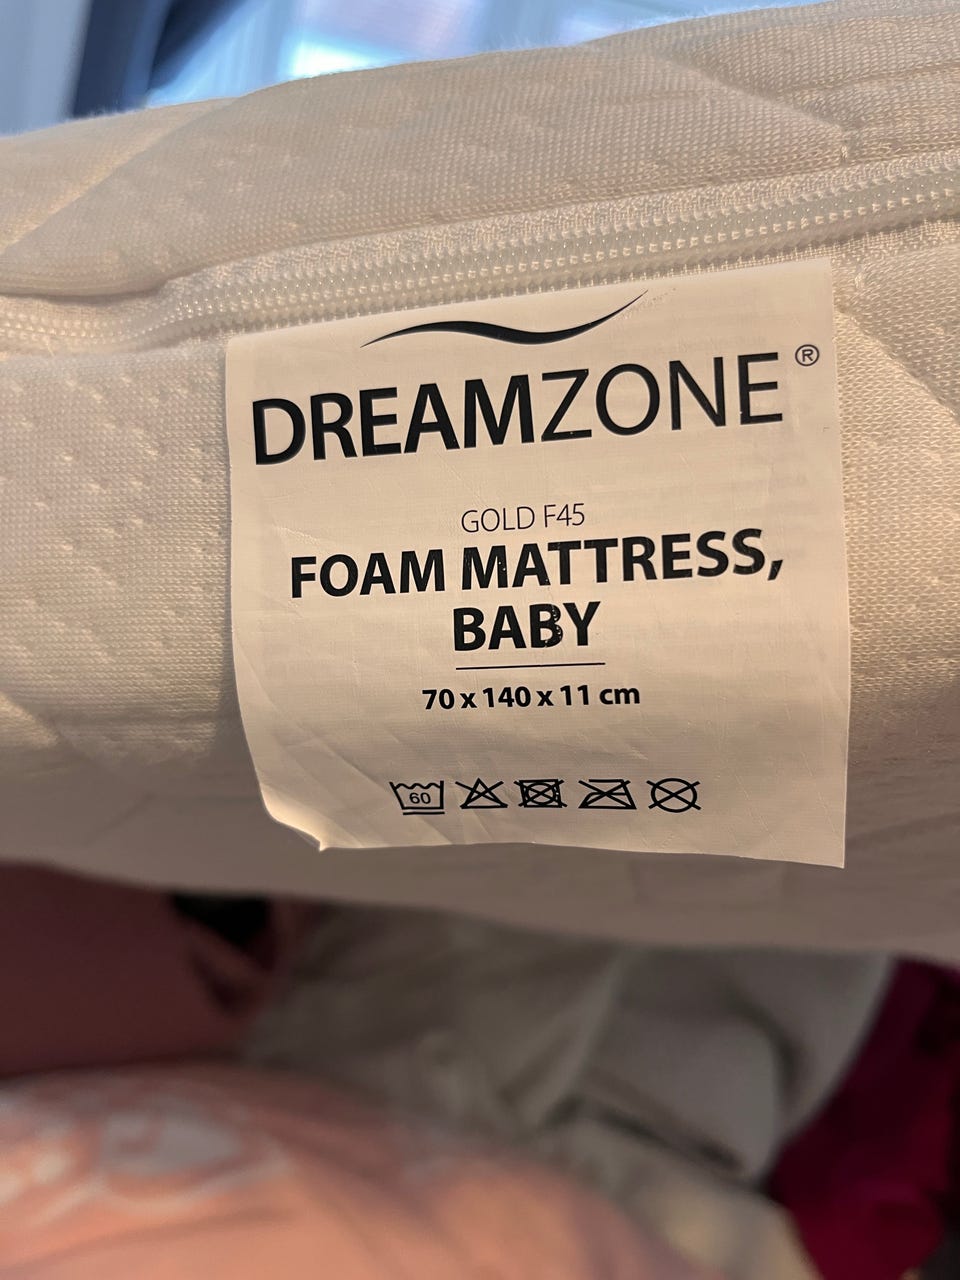 DREAMZONE®
GOLD F45
FOAM MATTRESS,
BABY
70 x 140 x 11 cm
60